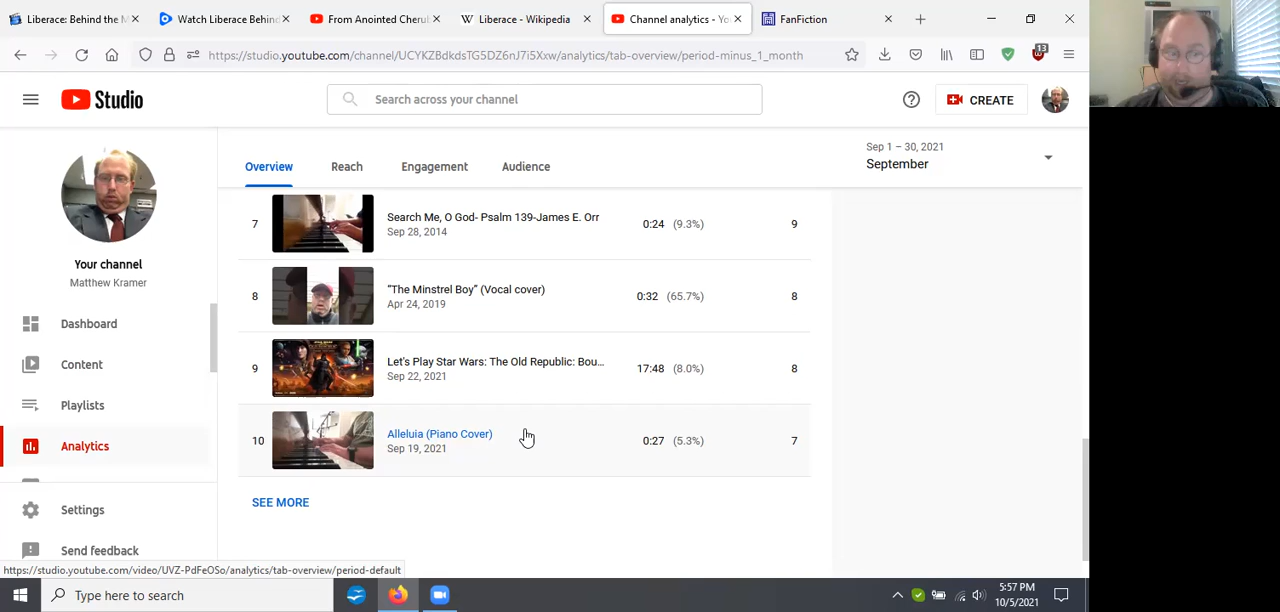 Liberace: Behind the M
Watch Liberace Behind
From Anointed Cherub
Liberace - Wikipedia
Channel analytics - Yo
FanFiction
https://studio.youtube.com/channel/UCYKZBdkdsTG5DZ6nJ7i5Xxw/analytics/tab-overview/period-minus_1_month
13
Studio
Search across your channel
CREATE
Overview
Reach
Engagement
Audience
Sep 1 – 30, 2021
September
Your channel
Matthew Kramer
Dashboard
Content
Playlists
Analytics
Settings
Send feedback
7 Search Me, O God- Psalm 139-James E. Orr 0:24 (9.3%) 9
Sep 28, 2014
8 "The Minstrel Boy" (Vocal cover) 0:32 (65.7%) 8
Apr 24, 2019
9 Let's Play Star Wars: The Old Republic: Bou... 17:48 (8.0%) 8
Sep 22, 2021
10 Alleluia (Piano Cover) 0:27 (5.3%) 7
Sep 19, 2021
SEE MORE
https://studio.youtube.com/video/UVZ-PdFeOSo/analytics/tab-overview/period-default
Type here to search
5:57 PM
10/5/2021